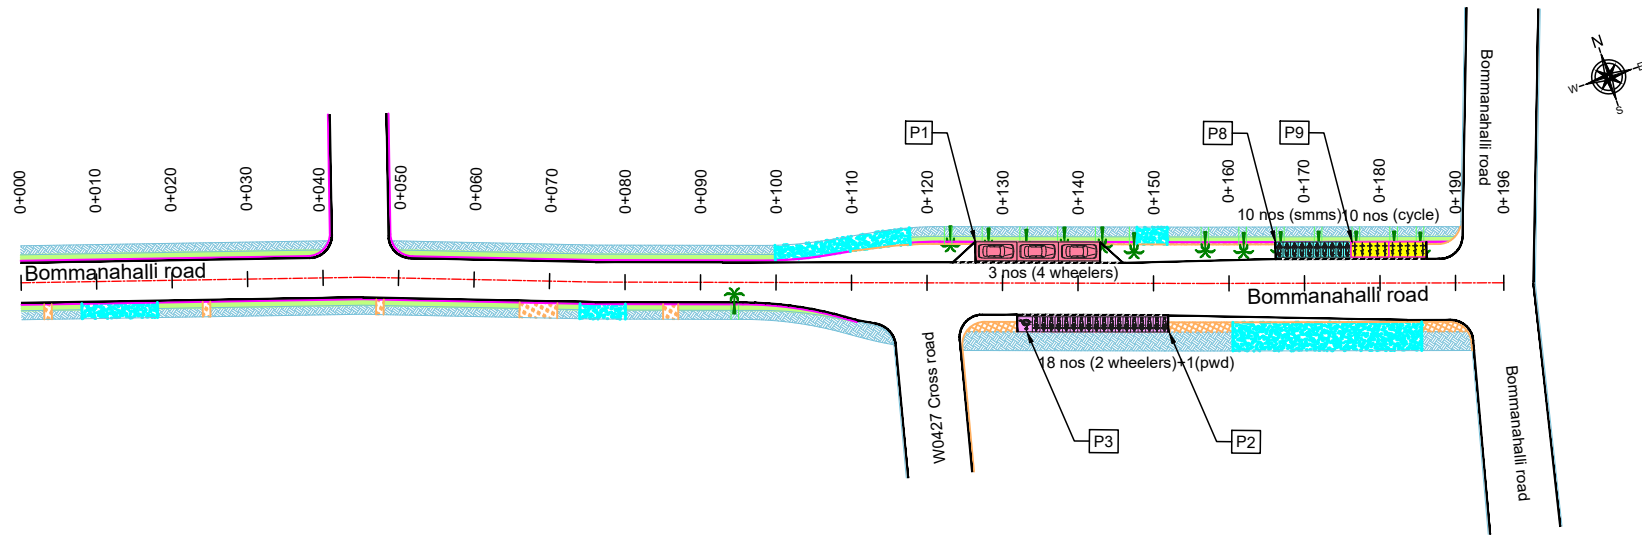 N
E
W
S
Bommanahalli road
P1
P8
P9
0+000
0+010
0+020
0+030
0+040
0+050
0+060
0+070
0+080
0+090
0+100
0+110
0+120
0+130
0+140
0+150
0+160
0+170
0+180
0+190
0+196
10 nos (smms)
10 nos (cycle)
Bommanahalli road
3 nos (4 wheelers)
Bommanahalli road
18 nos (2 wheelers)+1(pwd)
W0427 Cross road
P3
P2
Bommanahalli road